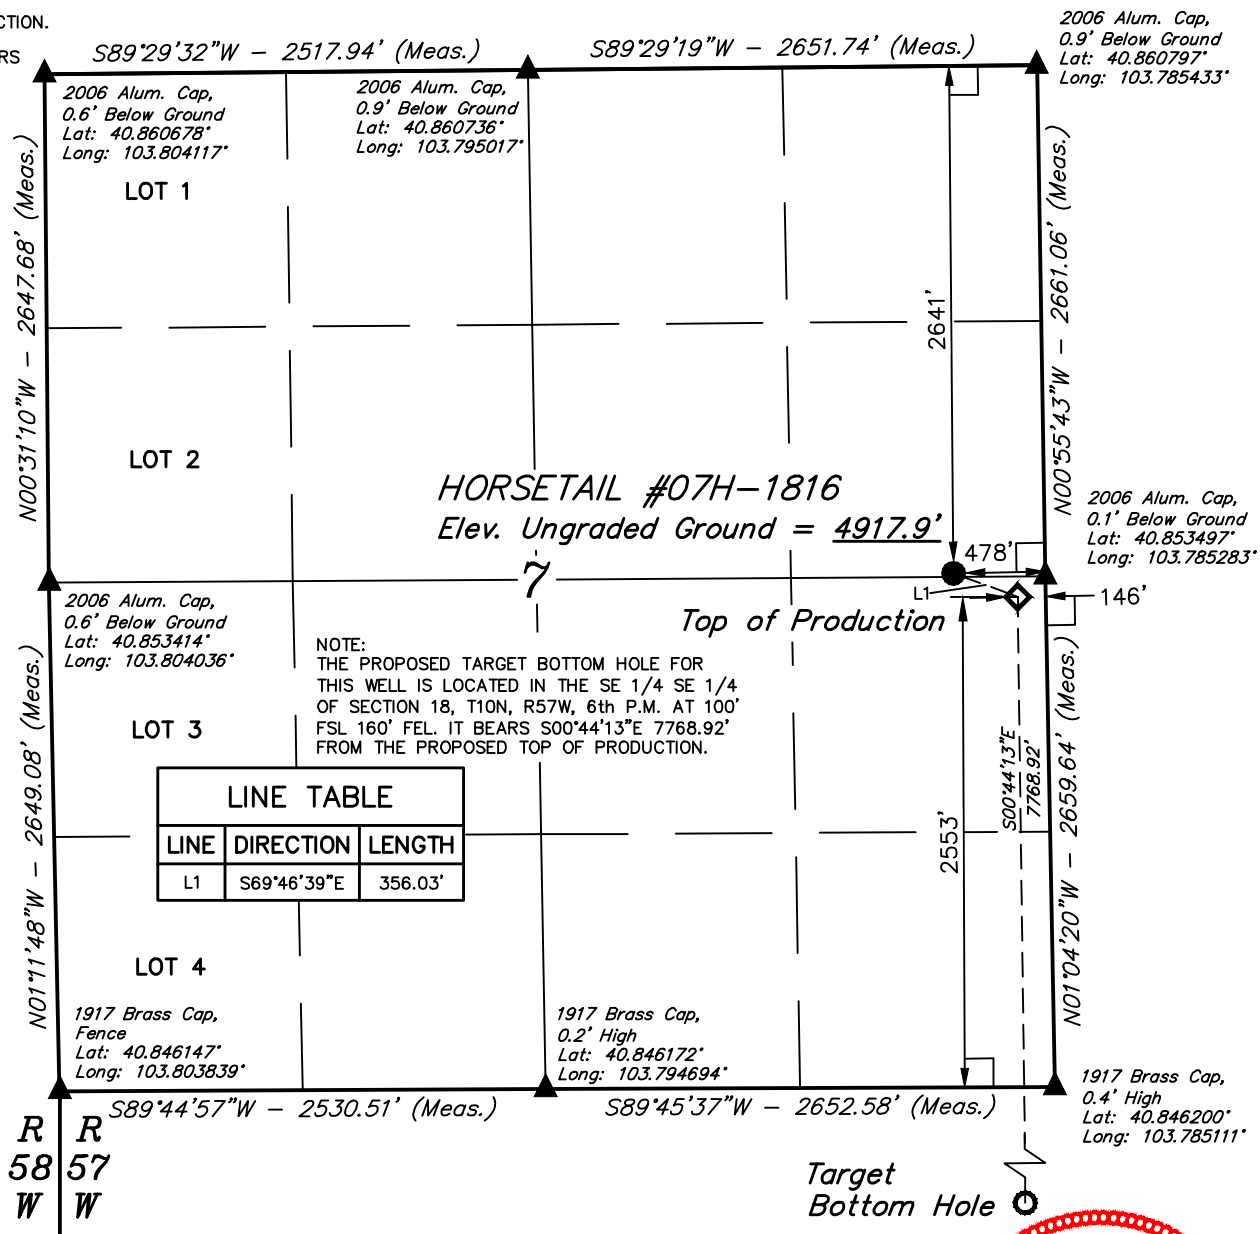 CTION.
RS
S89°29'32"W - 2517.94' (Meas.)
S89°29'19"W - 2651.74' (Meas.)
2006 Alum. Cap,
0.9' Below Ground
Lat: 40.860797°
Long: 103.785433°
2006 Alum. Cap,
0.6' Below Ground
Lat: 40.860678°
Long: 103.804117°
2006 Alum. Cap,
0.9' Below Ground
Lat: 40.860736°
Long: 103.795017°
LOT 1
N00°31'10"W - 2647.68' (Meas.)
N00°55'43"W - 2661.06' (Meas.)
2641'
LOT 2
HORSETAIL #07H-1816
Elev. Ungraded Ground = 4917.9'
2006 Alum. Cap,
0.1' Below Ground
Lat: 40.853497°
Long: 103.785283°
478'
7
L1
146'
Top of Production
2006 Alum. Cap,
0.6' Below Ground
Lat: 40.853414°
Long: 103.804036°
NOTE:
THE PROPOSED TARGET BOTTOM HOLE FOR
THIS WELL IS LOCATED IN THE SE 1/4 SE 1/4
OF SECTION 18, T10N, R57W, 6th P.M. AT 100'
FSL 160' FEL. IT BEARS S00°44'13"E 7768.92'
FROM THE PROPOSED TOP OF PRODUCTION.
LOT 3
N01°11'48"W - 2649.08' (Meas.)
LINE TABLE
LINE DIRECTION LENGTH
L1 S69°46'39"E 356.03'
2553'
S00°44'13"E
7768.92'
N01°04'20"W - 2659.64' (Meas.)
LOT 4
1917 Brass Cap,
Fence
Lat: 40.846147°
Long: 103.803839°
1917 Brass Cap,
0.2' High
Lat: 40.846172°
Long: 103.794694°
1917 Brass Cap,
0.4' High
Lat: 40.846200°
Long: 103.785111°
S89°44'57"W - 2530.51' (Meas.)
S89°45'37"W - 2652.58' (Meas.)
R R
58 57
W W
Target
Bottom Hole